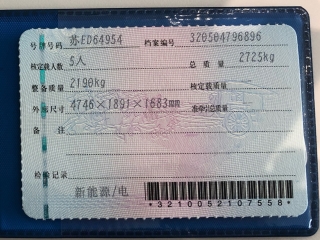 号牌号码 苏ED64954 档案编号 320504796896
核定载人数 5人 总质量 2725kg
整备质量 2190kg 核定载质量
外廓尺寸 4746×1891×1683mm 准牵引总质量
备注
检验记录
新能源/电
*3210052107558*